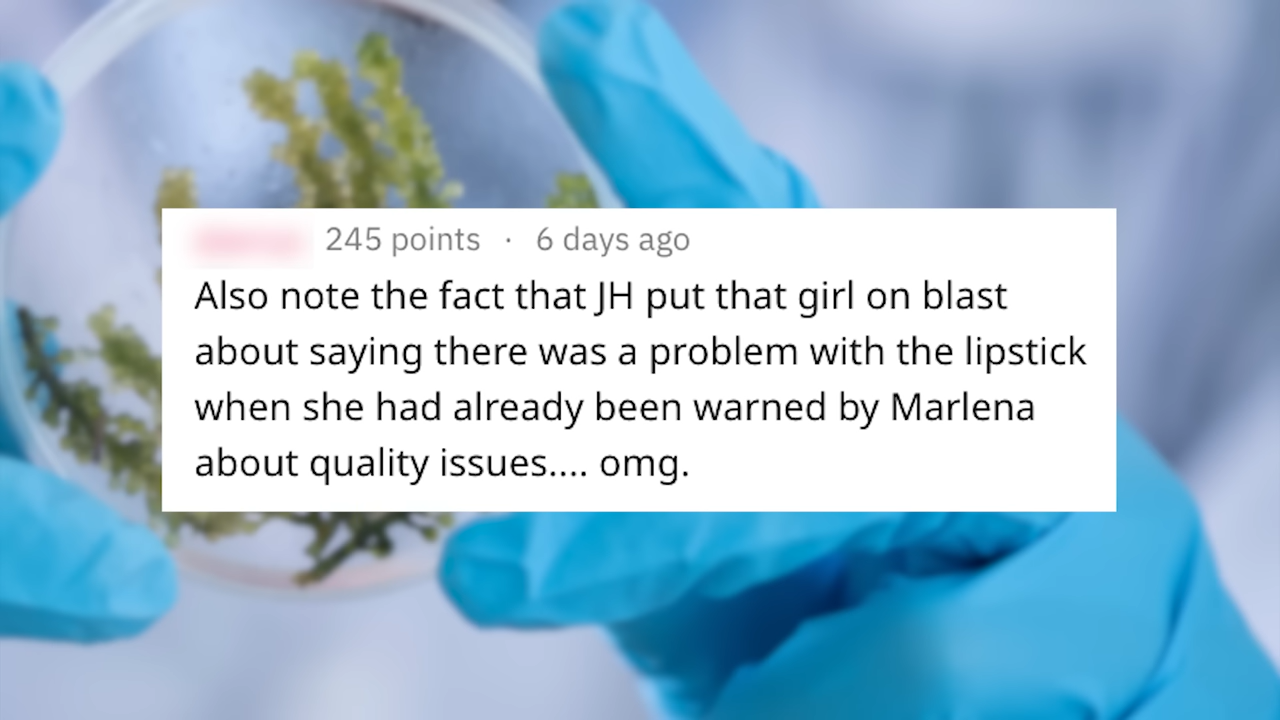 245 points · 6 days ago
Also note the fact that JH put that girl on blast
about saying there was a problem with the lipstick
when she had already been warned by Marlena
about quality issues.... omg.